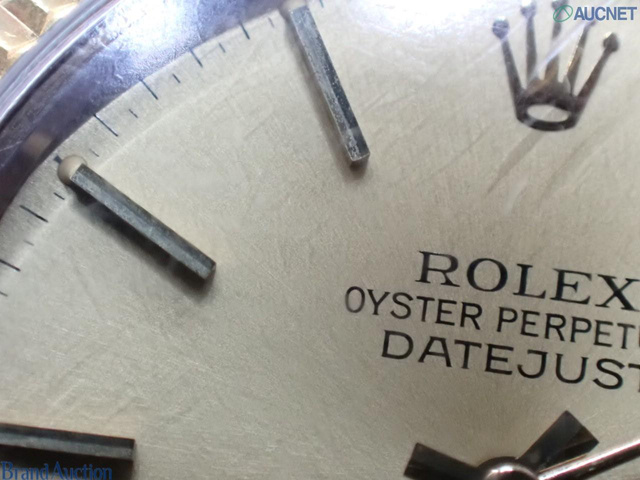 AUCNET
ROLEX
OYSTER PERPETU
DATEJUST
Brand Auction